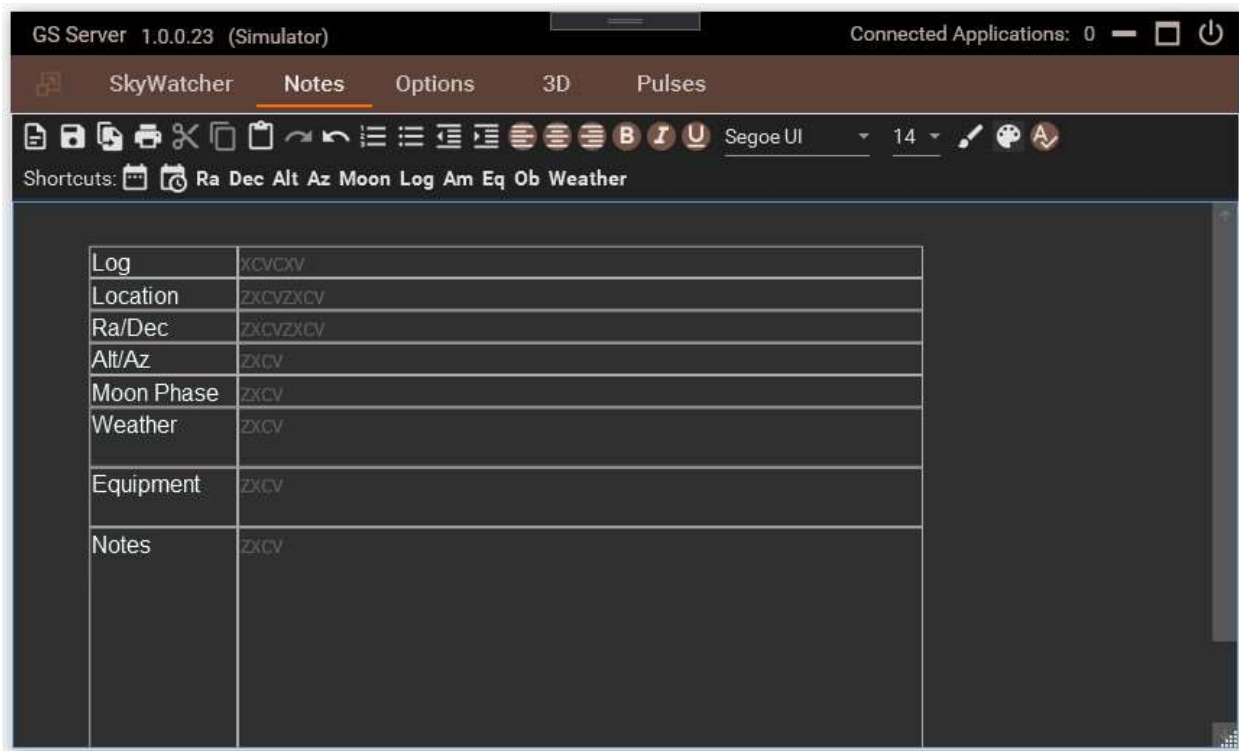 GS Server 1.0.0.23 (Simulator) Connected Applications: 0
SkyWatcher Notes Options 3D Pulses
B I U Segoe UI 14 A
Shortcuts: Ra Dec Alt Az Moon Log Am Eq Ob Weather
Log xcvcxv
Location zxcvzxcv
Ra/Dec zxcvzxcv
Alt/Az zxcv
Moon Phase zxcv
Weather zxcv
Equipment zxcv
Notes zxcv